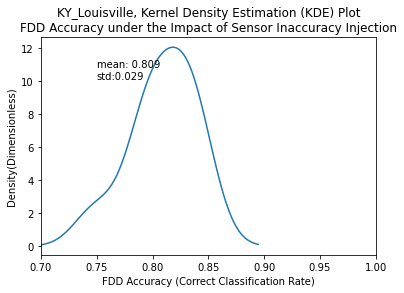 KY_Louisville, Kernel Density Estimation (KDE) Plot
FDD Accuracy under the Impact of Sensor Inaccuracy Injection
12
10
8
6
4
2
0
Density(Dimensionless)
mean: 0.809
std:0.029
0.70 0.75 0.80 0.85 0.90 0.95 1.00
FDD Accuracy (Correct Classification Rate)